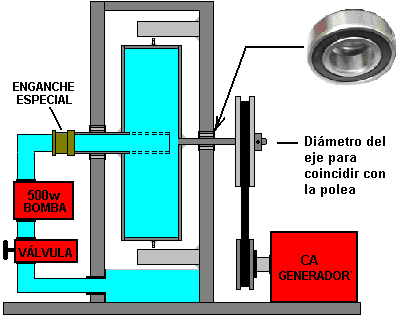 ENGANCHE
ESPECIAL
Diámetro del
eje para
coincidir con
la polea
500w
BOMBA
VÁLVULA
CA
GENERADOR